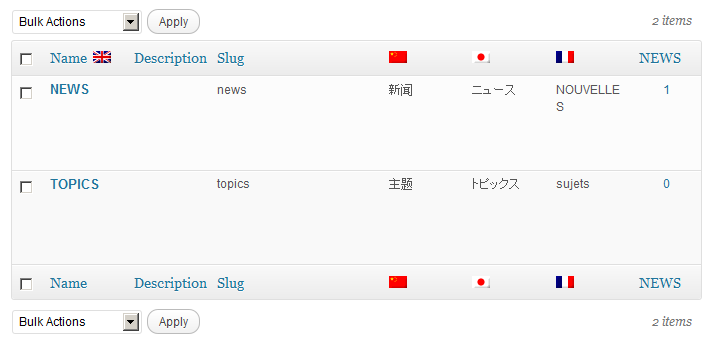 Bulk Actions Apply 2 items
Name Description Slug NEWS
NEWS news 新闻 ニュース NOUVELLE 1
S
TOPICS topics 主题 トピックス sujets 0
Name Description Slug NEWS
Bulk Actions Apply 2 items